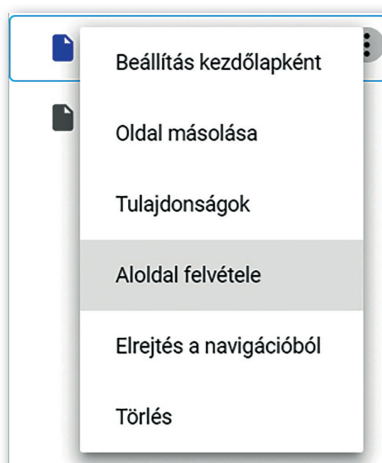 Beállítás kezdőlapként
Oldal másolása
Tulajdonságok
Aloldal felvétele
Elrejtés a navigációból
Törlés